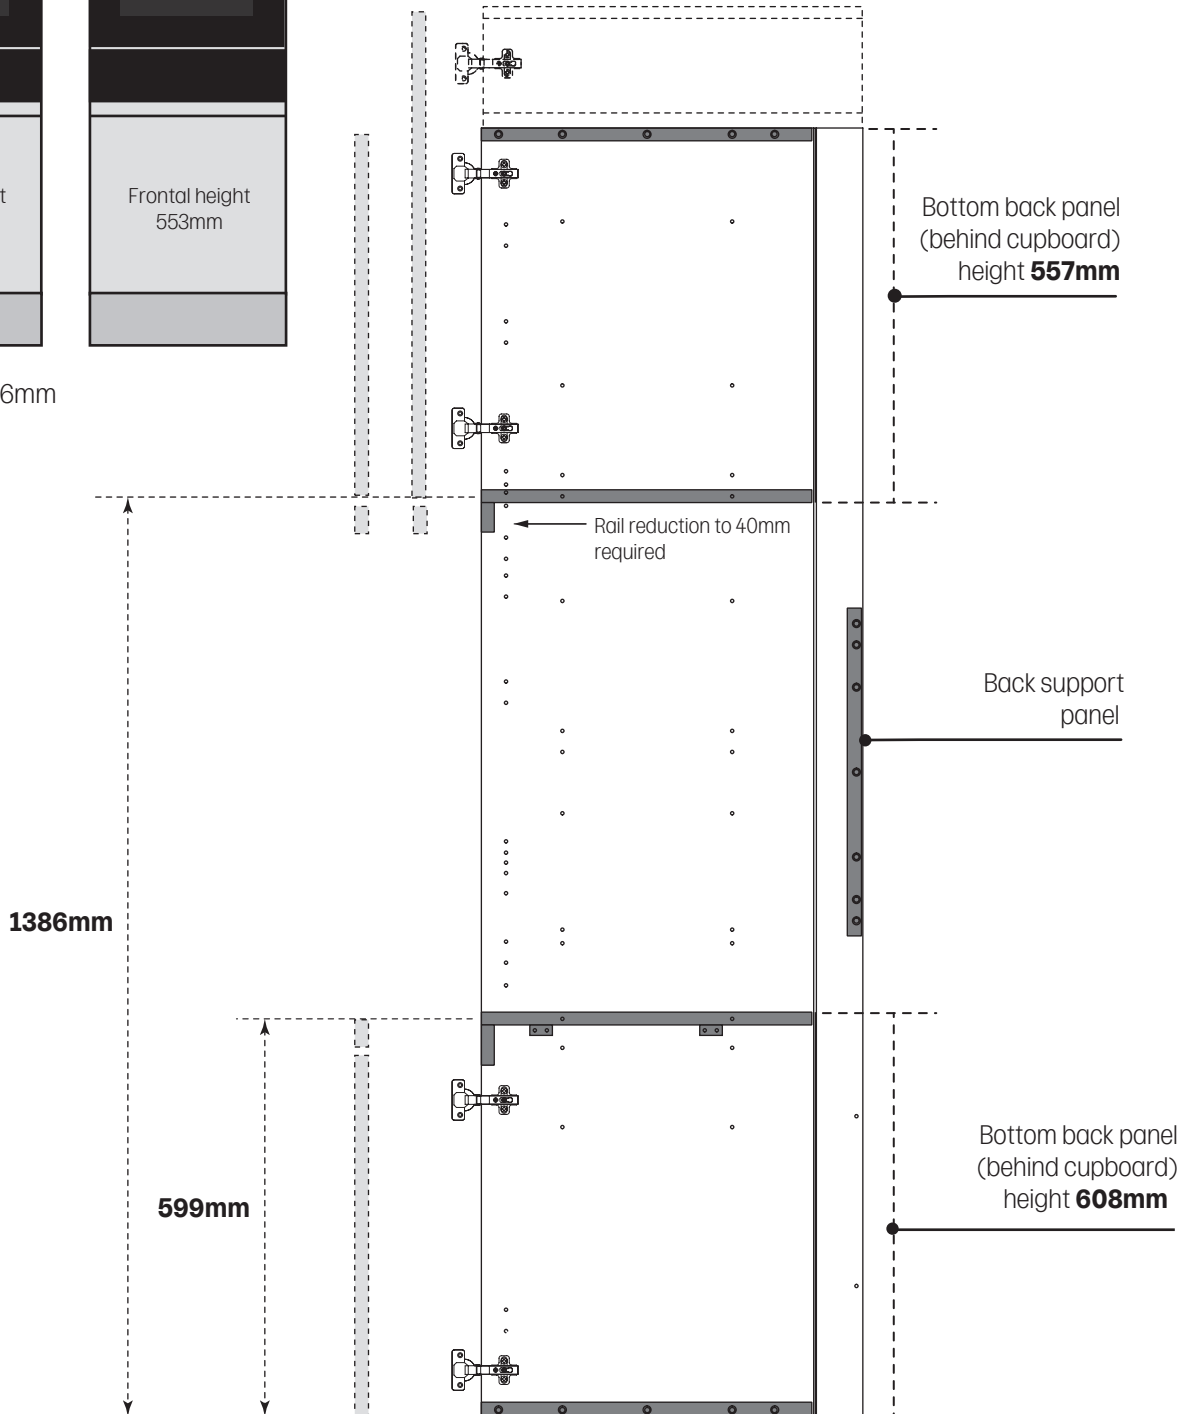 Frontal height
553mm
6mm
Bottom back panel
(behind cupboard)
height 557mm
Rail reduction to 40mm
required
Back support
panel
1386mm
599mm
Bottom back panel
(behind cupboard)
height 608mm